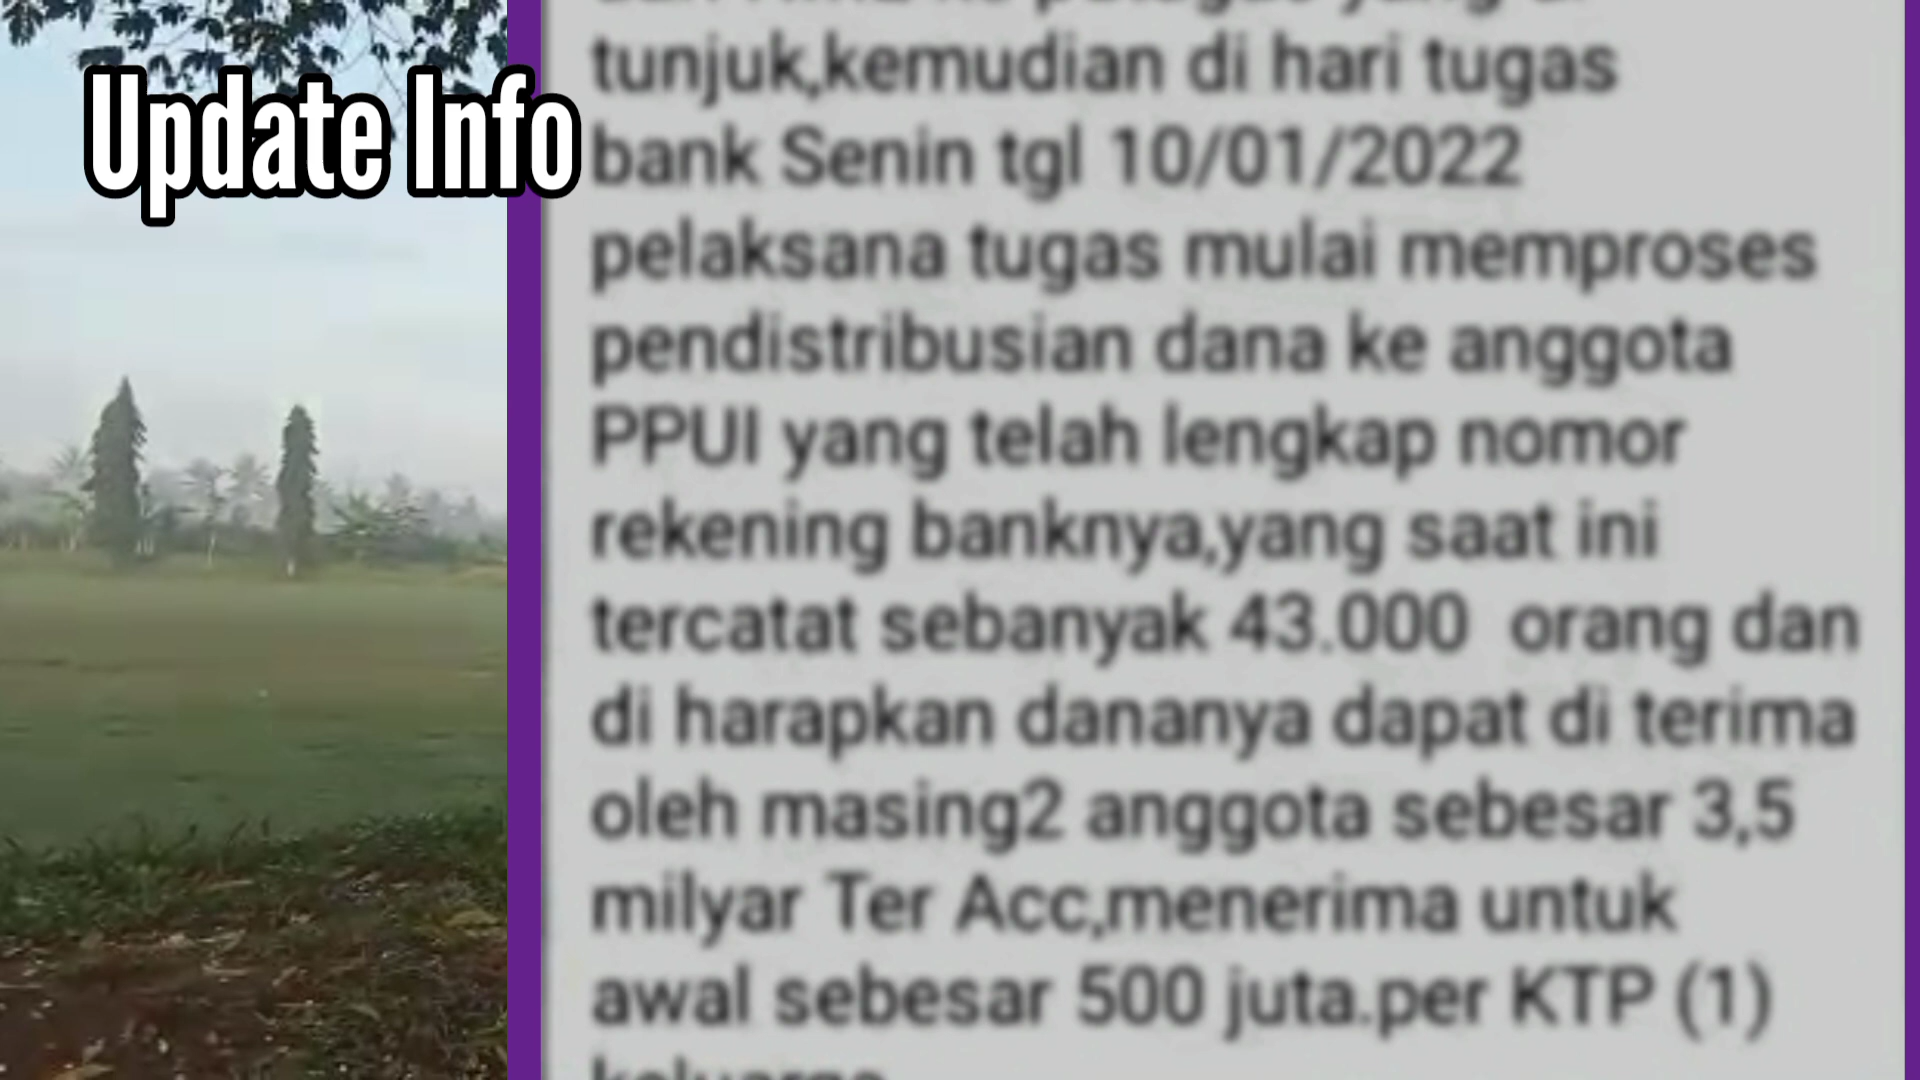 Update Info
tunjuk,kemudian di hari tugas
bank Senin tgl 10/01/2022
pelaksana tugas mulai memproses
pendistribusian dana ke anggota
PPUI yang telah lengkap nomor
rekening banknya,yang saat ini
tercatat sebanyak 43.000 orang dan
di harapkan dananya dapat di terima
oleh masing2 anggota sebesar 3,5
milyar Ter Acc,menerima untuk
awal sebesar 500 juta.per KTP (1)